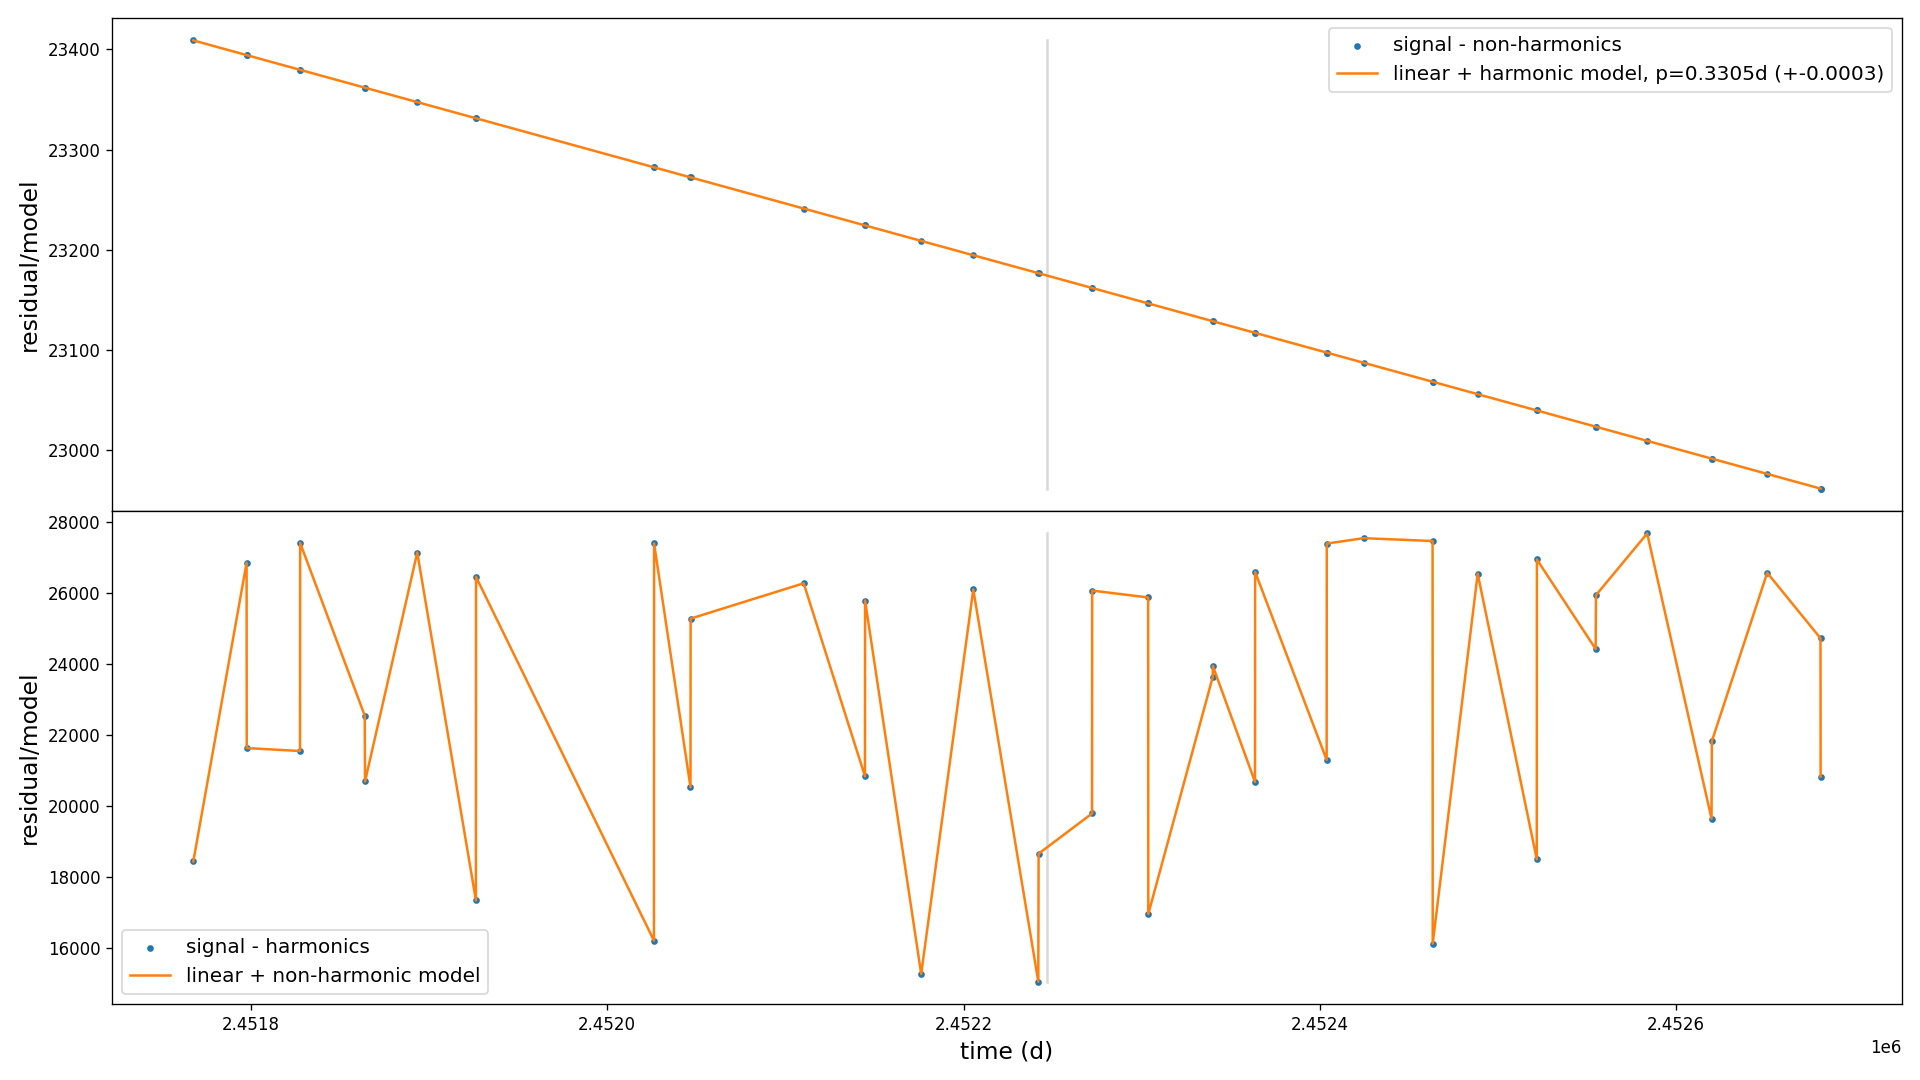 23400
23300
23200
23100
23000
residual/model
signal - non-harmonics
linear + harmonic model, p=0.3305d (+-0.0003)
28000
26000
24000
22000
20000
18000
16000
residual/model
signal - harmonics
linear + non-harmonic model
2.4518 2.4520 2.4522 2.4524 2.4526
time (d)
1e6